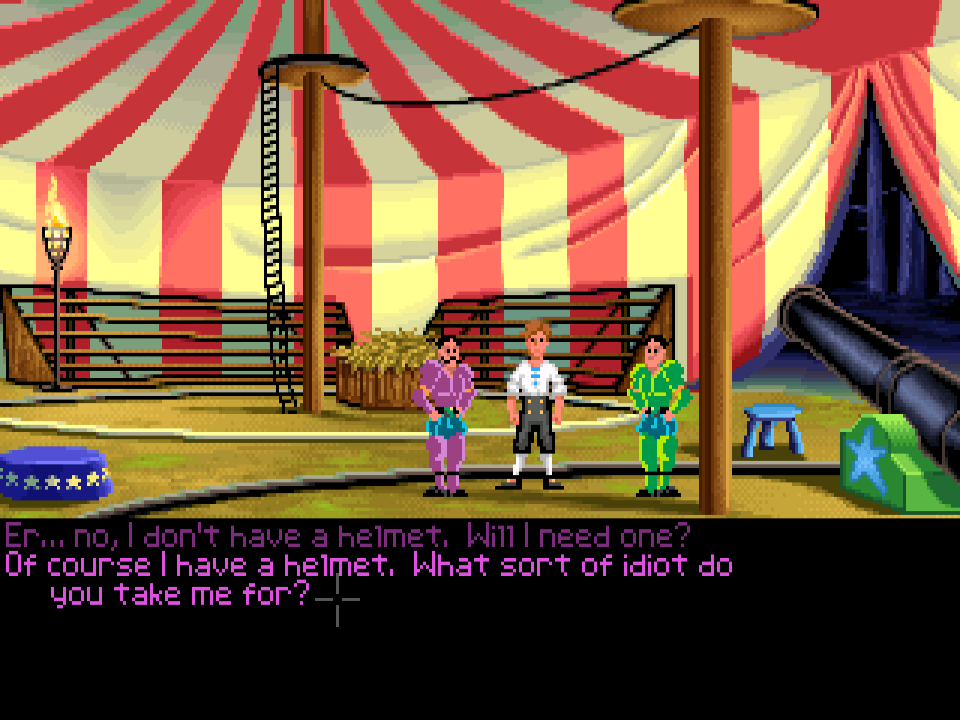 Er... no, I don't have a helmet. Will I need one?
Of course I have a helmet. What sort of idiot do
you take me for?